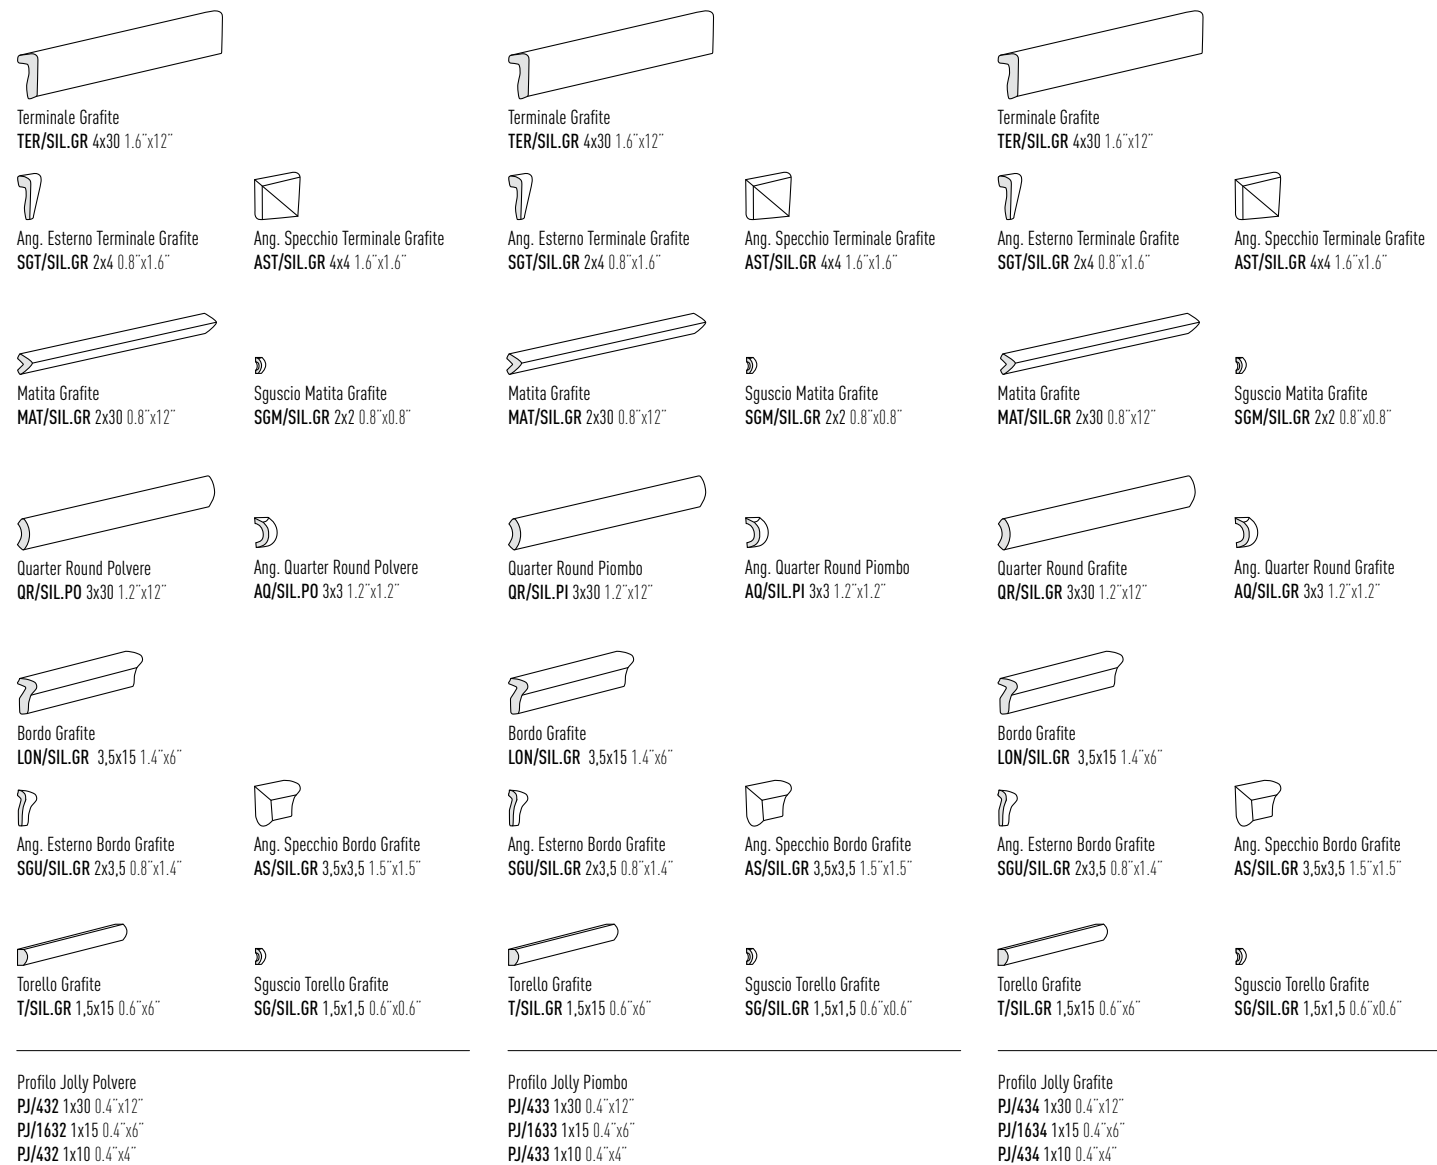 Terminale Grafite
TER/SIL.GR 4x30 1.6¨x12¨
Ang. Esterno Terminale Grafite
SGT/SIL.GR 2x4 0.8¨x1.6¨
Ang. Specchio Terminale Grafite
AST/SIL.GR 4x4 1.6¨x1.6¨
Matita Grafite
MAT/SIL.GR 2x30 0.8¨x12¨
Sguscio Matita Grafite
SGM/SIL.GR 2x2 0.8¨x0.8¨
Quarter Round Polvere
QR/SIL.PO 3x30 1.2¨x12¨
Ang. Quarter Round Polvere
AQ/SIL.PO 3x3 1.2¨x1.2¨
Bordo Grafite
LON/SIL.GR 3,5x15 1.4¨x6¨
Ang. Esterno Bordo Grafite
SGU/SIL.GR 2x3,5 0.8¨x1.4¨
Ang. Specchio Bordo Grafite
AS/SIL.GR 3,5x3,5 1.5¨x1.5¨
Torello Grafite
T/SIL.GR 1,5x15 0.6¨x6¨
Sguscio Torello Grafite
SG/SIL.GR 1,5x1,5 0.6¨x0.6¨
Profilo Jolly Polvere
PJ/432 1x30 0.4¨x12¨
PJ/1632 1x15 0.4¨x6¨
PJ/432 1x10 0.4¨x4¨
Terminale Grafite
TER/SIL.GR 4x30 1.6¨x12¨
Ang. Esterno Terminale Grafite
SGT/SIL.GR 2x4 0.8¨x1.6¨
Ang. Specchio Terminale Grafite
AST/SIL.GR 4x4 1.6¨x1.6¨
Matita Grafite
MAT/SIL.GR 2x30 0.8¨x12¨
Sguscio Matita Grafite
SGM/SIL.GR 2x2 0.8¨x0.8¨
Quarter Round Piombo
QR/SIL.PI 3x30 1.2¨x12¨
Ang. Quarter Round Piombo
AQ/SIL.PI 3x3 1.2¨x1.2¨
Bordo Grafite
LON/SIL.GR 3,5x15 1.4¨x6¨
Ang. Esterno Bordo Grafite
SGU/SIL.GR 2x3,5 0.8¨x1.4¨
Ang. Specchio Bordo Grafite
AS/SIL.GR 3,5x3,5 1.5¨x1.5¨
Torello Grafite
T/SIL.GR 1,5x15 0.6¨x6¨
Sguscio Torello Grafite
SG/SIL.GR 1,5x1,5 0.6¨x0.6¨
Profilo Jolly Piombo
PJ/433 1x30 0.4¨x12¨
PJ/1633 1x15 0.4¨x6¨
PJ/433 1x10 0.4¨x4¨
Terminale Grafite
TER/SIL.GR 4x30 1.6¨x12¨
Ang. Esterno Terminale Grafite
SGT/SIL.GR 2x4 0.8¨x1.6¨
Ang. Specchio Terminale Grafite
AST/SIL.GR 4x4 1.6¨x1.6¨
Matita Grafite
MAT/SIL.GR 2x30 0.8¨x12¨
Sguscio Matita Grafite
SGM/SIL.GR 2x2 0.8¨x0.8¨
Quarter Round Grafite
QR/SIL.GR 3x30 1.2¨x12¨
Ang. Quarter Round Grafite
AQ/SIL.GR 3x3 1.2¨x1.2¨
Bordo Grafite
LON/SIL.GR 3,5x15 1.4¨x6¨
Ang. Esterno Bordo Grafite
SGU/SIL.GR 2x3,5 0.8¨x1.4¨
Ang. Specchio Bordo Grafite
AS/SIL.GR 3,5x3,5 1.5¨x1.5¨
Torello Grafite
T/SIL.GR 1,5x15 0.6¨x6¨
Sguscio Torello Grafite
SG/SIL.GR 1,5x1,5 0.6¨x0.6¨
Profilo Jolly Grafite
PJ/434 1x30 0.4¨x12¨
PJ/1634 1x15 0.4¨x6¨
PJ/434 1x10 0.4¨x4¨